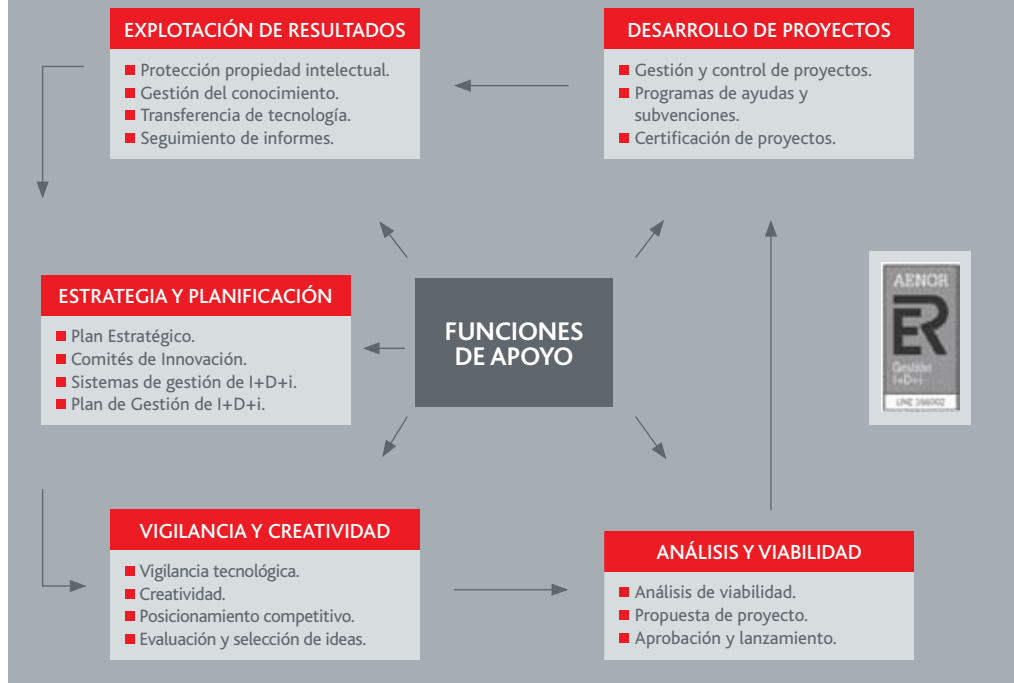 EXPLOTACIÓN DE RESULTADOS
Protección propiedad intelectual.
Gestión del conocimiento.
Transferencia de tecnología.
Seguimiento de informes.
DESARROLLO DE PROYECTOS
Gestión y control de proyectos.
Programas de ayudas y
subvenciones.
Certificación de proyectos.
ESTRATEGIA Y PLANIFICACIÓN
Plan Estratégico.
Comités de Innovación.
Sistemas de gestión de I+D+i.
Plan de Gestión de I+D+i.
FUNCIONES
DE APOYO
AENOR
ER
Gestión
I+D+i
UNE 166002
VIGILANCIA Y CREATIVIDAD
Vigilancia tecnológica.
Creatividad.
Posicionamiento competitivo.
Evaluación y selección de ideas.
ANÁLISIS Y VIABILIDAD
Análisis de viabilidad.
Propuesta de proyecto.
Aprobación y lanzamiento.